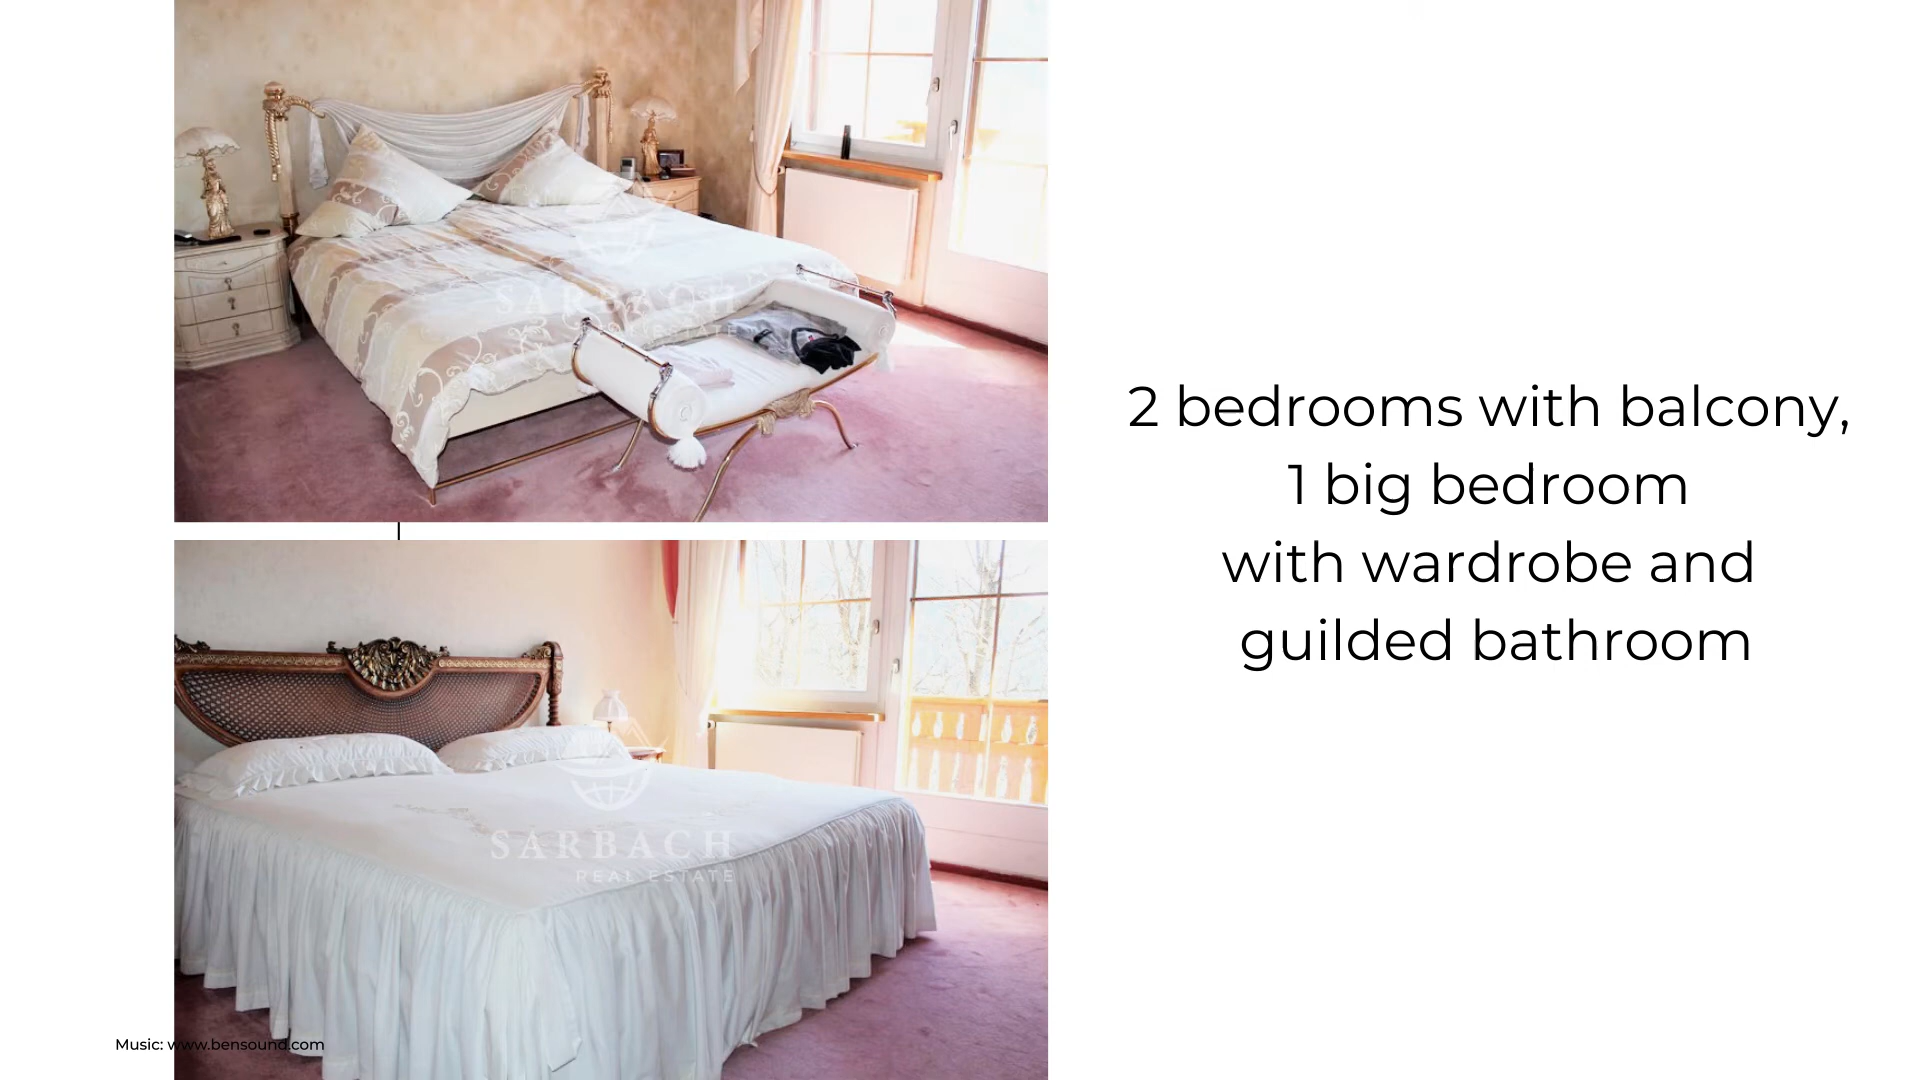 SARBACH
REAL ESTATE
2 bedrooms with balcony,
1 big bedroom
with wardrobe and
guilded bathroom
SARBACH
REAL ESTATE
Music: www.bensound.com